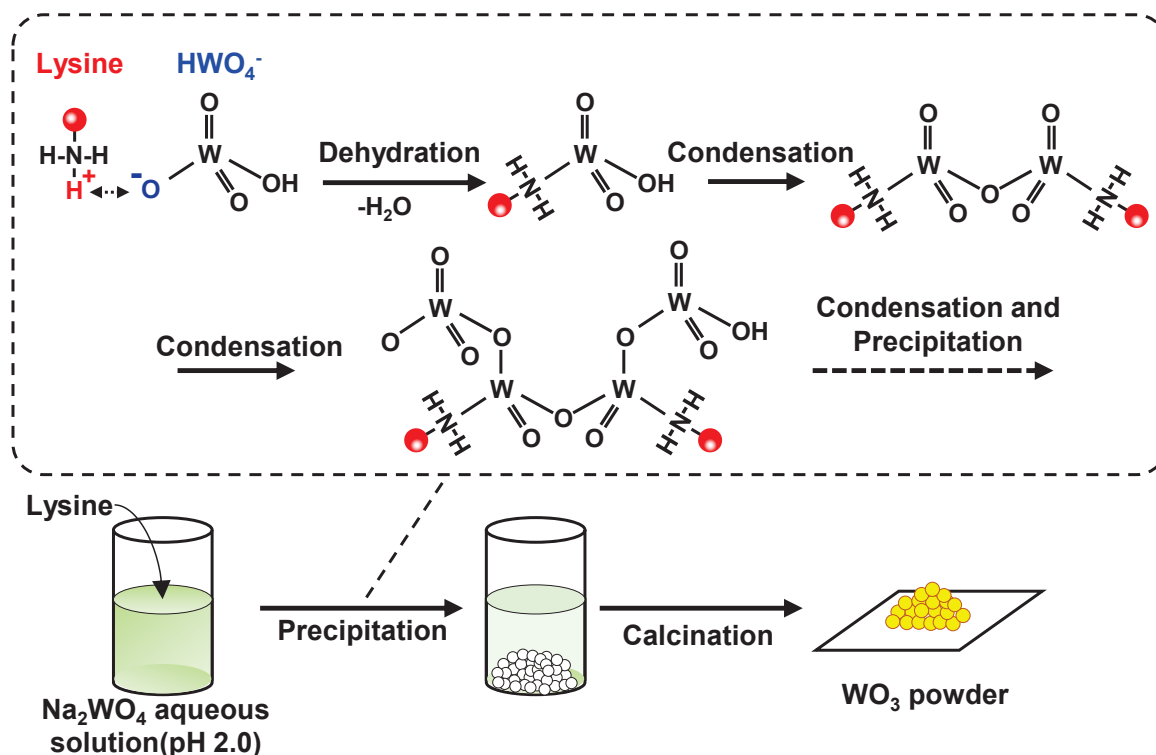 Lysine HWO₄⁻
O
H-N-H
H⁺
⁻O
W
OH
O
Dehydration
-H₂O
O
W
OH
O
H-N-H
Condensation
O O
W W
O O O
H-N-H H-N-H
Condensation
O O
W W
O O O O O OH
W W
O O O
H-N-H H-N-H
Condensation and
Precipitation
Lysine
Precipitation
Calcination
Na₂WO₄ aqueous
solution(pH 2.0)
WO₃ powder